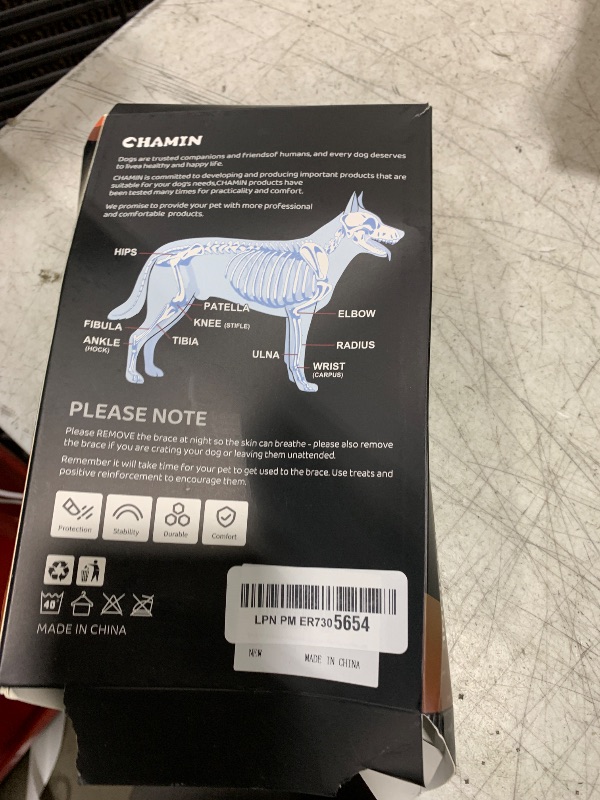 CHAMIN
Dogs are trusted companions and friendsof humans, and every dog deserves
to livea healthy and happy life.
CHAMIN is committed to developing and producing important products that are
suitable for your dog's needs,CHAMIN products have
been tested many times for practicality and comfort.
We promise to provide your pet with more professional
and comfortable products.
HIPS
PATELLA
ELBOW
FIBULA
KNEE (STIFLE)
ANKLE
(HOCK)
TIBIA
RADIUS
ULNA
WRIST
(CARPUS)
PLEASE NOTE
Please REMOVE the brace at night so the skin can breathe - please also remove
the brace if you are crating your dog or leaving them unattended.
Remember it will take time for your pet to get used to the brace. Use treats and
positive reinforcement to encourage them.
Protection
Stability
Durable
Comfort
40
MADE IN CHINA
LPN PM ER7305654
NEW
MADE IN CHINA